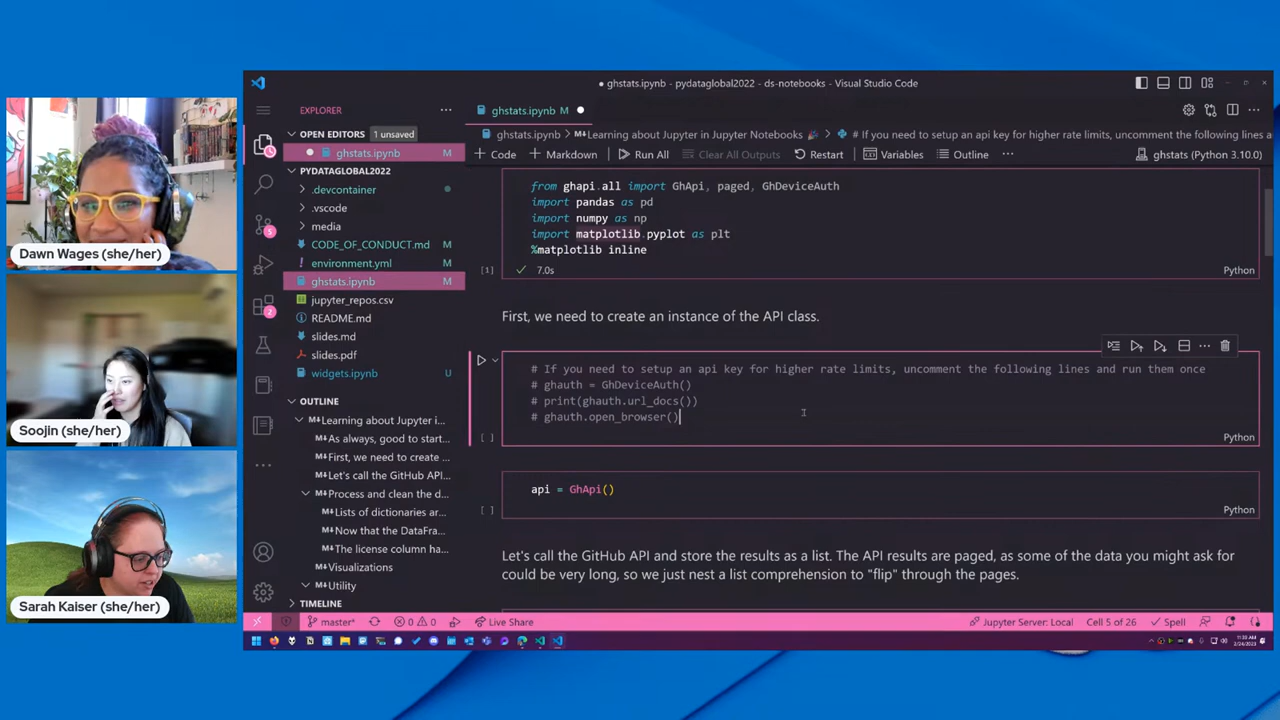 Dawn Wages (she/her)
Soojin (she/her)
Sarah Kaiser (she/her)
ghstats.ipynb - pydataglobal2022 - ds-notebooks - Visual Studio Code
EXPLORER
OPEN EDITORS
1 unsaved
ghstats.ipynb M
PYDATAGLOBAL2022
.devcontainer
.vscode
media
CODE_OF_CONDUCT.md M
environment.yml M
ghstats.ipynb M
jupyter_repos.csv
README.md
slides.md
slides.pdf
widgets.ipynb M
OUTLINE
Learning about Jupyter i...
As always, good to start...
First, we need to create ...
Let's call the GitHub API...
Process and clean the d...
Lists of dictionaries ar...
Now that the DataFra...
The license column ha...
Visualizations
Utility
TIMELINE
ghstats.ipynb M
ghstats.ipynb > Learning about Jupyter in Jupyter Notebooks > # If you need to setup an api key for higher rate limits, uncomment the following lines a
+ Code + Markdown Run All Clear All Outputs Restart Variables Outline ... ghstats (Python 3.10.0)
from ghapi.all import GhApi, paged, GhDeviceAuth
import pandas as pd
import numpy as np
import matplotlib.pyplot as plt
%matplotlib inline
[1] 7.0s Python
First, we need to create an instance of the API class.
# If you need to setup an api key for higher rate limits, uncomment the following lines and run them once
# ghauth = GhDeviceAuth()
# print(ghauth.url_docs())
# ghauth.open_browser()
[ ] Python
api = GhApi()
[ ] Python
Let's call the GitHub API and store the results as a list. The API results are paged, as some of the data you might ask for
could be very long, so we just nest a list comprehension to "flip" through the pages.
master* 0 0 Live Share Jupyter Server: Local Cell 5 of 26 Spell
2/24/2023